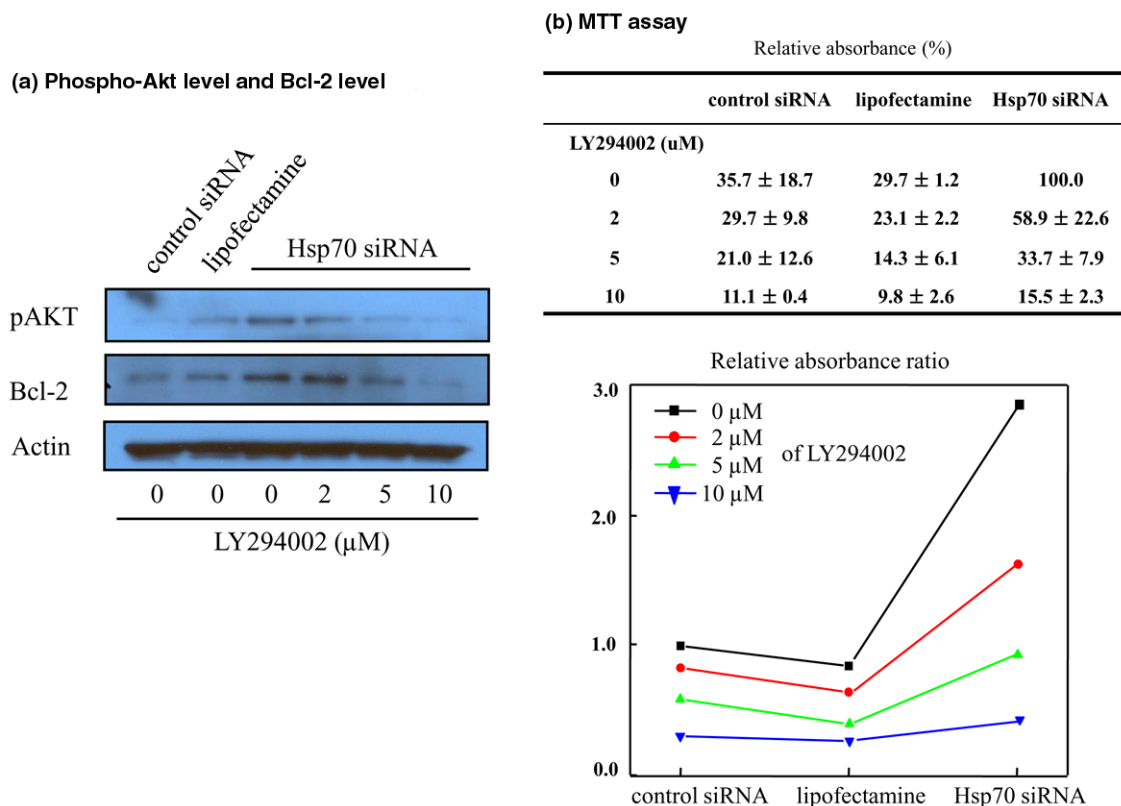 (a) Phospho-Akt level and Bcl-2 level
control siRNA
lipofectamine
Hsp70 siRNA
pAKT
Bcl-2
Actin
0 0 0 2 5 10
LY294002 (µM)
(b) MTT assay
Relative absorbance (%)
control siRNA lipofectamine Hsp70 siRNA
LY294002 (uM)
0 35.7 ± 18.7 29.7 ± 1.2 100.0
2 29.7 ± 9.8 23.1 ± 2.2 58.9 ± 22.6
5 21.0 ± 12.6 14.3 ± 6.1 33.7 ± 7.9
10 11.1 ± 0.4 9.8 ± 2.6 15.5 ± 2.3
Relative absorbance ratio
3.0
2.0
1.0
0.0
0 µM
2 µM
5 µM
10 µM
of LY294002
control siRNA lipofectamine Hsp70 siRNA